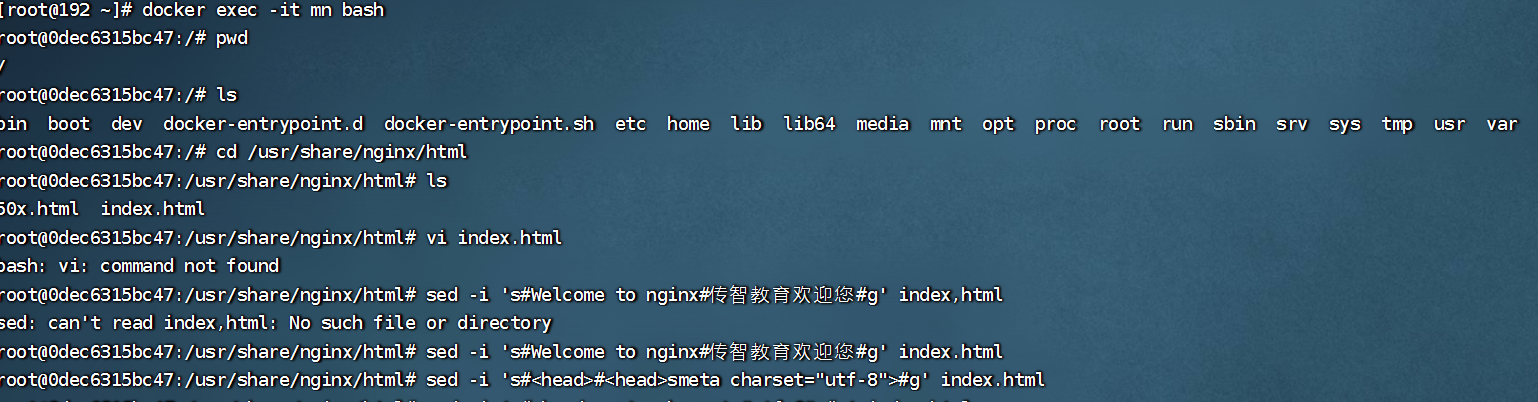 [root@192 ~]# docker exec -it mn bash
root@0dec6315bc47:/# pwd
/
root@0dec6315bc47:/# ls
bin boot dev docker-entrypoint.d docker-entrypoint.sh etc home lib lib64 media mnt opt proc root run sbin srv sys tmp usr var
root@0dec6315bc47:/# cd /usr/share/nginx/html
root@0dec6315bc47:/usr/share/nginx/html# ls
50x.html index.html
root@0dec6315bc47:/usr/share/nginx/html# vi index.html
bash: vi: command not found
root@0dec6315bc47:/usr/share/nginx/html# sed -i 's#Welcome to nginx#传智教育欢迎您#g' index,html
sed: can't read index,html: No such file or directory
root@0dec6315bc47:/usr/share/nginx/html# sed -i 's#Welcome to nginx#传智教育欢迎您#g' index.html
root@0dec6315bc47:/usr/share/nginx/html# sed -i 's#<head>#<head>smeta charset="utf-8">#g' index.html